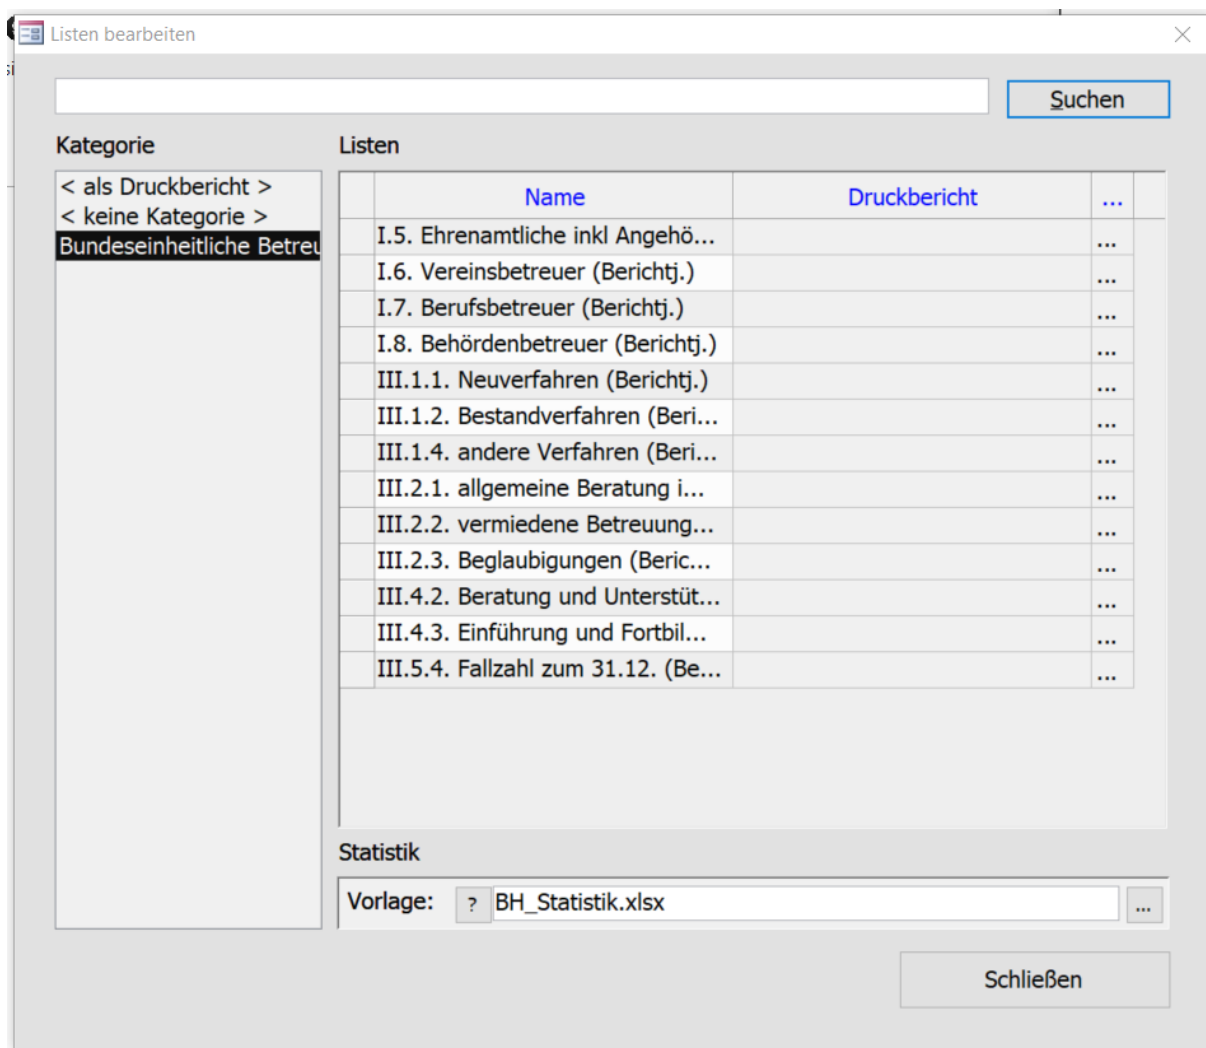 Listen bearbeiten
Suchen
Kategorie
Listen
< als Druckbericht >
< keine Kategorie >
Bundeseinheitliche Betreu
Name Druckbericht ...
I.5. Ehrenamtliche inkl Angehö... ...
I.6. Vereinsbetreuer (Berichtj.) ...
I.7. Berufsbetreuer (Berichtj.) ...
I.8. Behördenbetreuer (Berichtj.) ...
III.1.1. Neuverfahren (Berichtj.) ...
III.1.2. Bestandverfahren (Beri... ...
III.1.4. andere Verfahren (Beri... ...
III.2.1. allgemeine Beratung i... ...
III.2.2. vermiedene Betreuung... ...
III.2.3. Beglaubigungen (Beric... ...
III.4.2. Beratung und Unterstüt... ...
III.4.3. Einführung und Fortbil... ...
III.5.4. Fallzahl zum 31.12. (Be... ...
Statistik
Vorlage: ? BH_Statistik.xlsx ...
Schließen